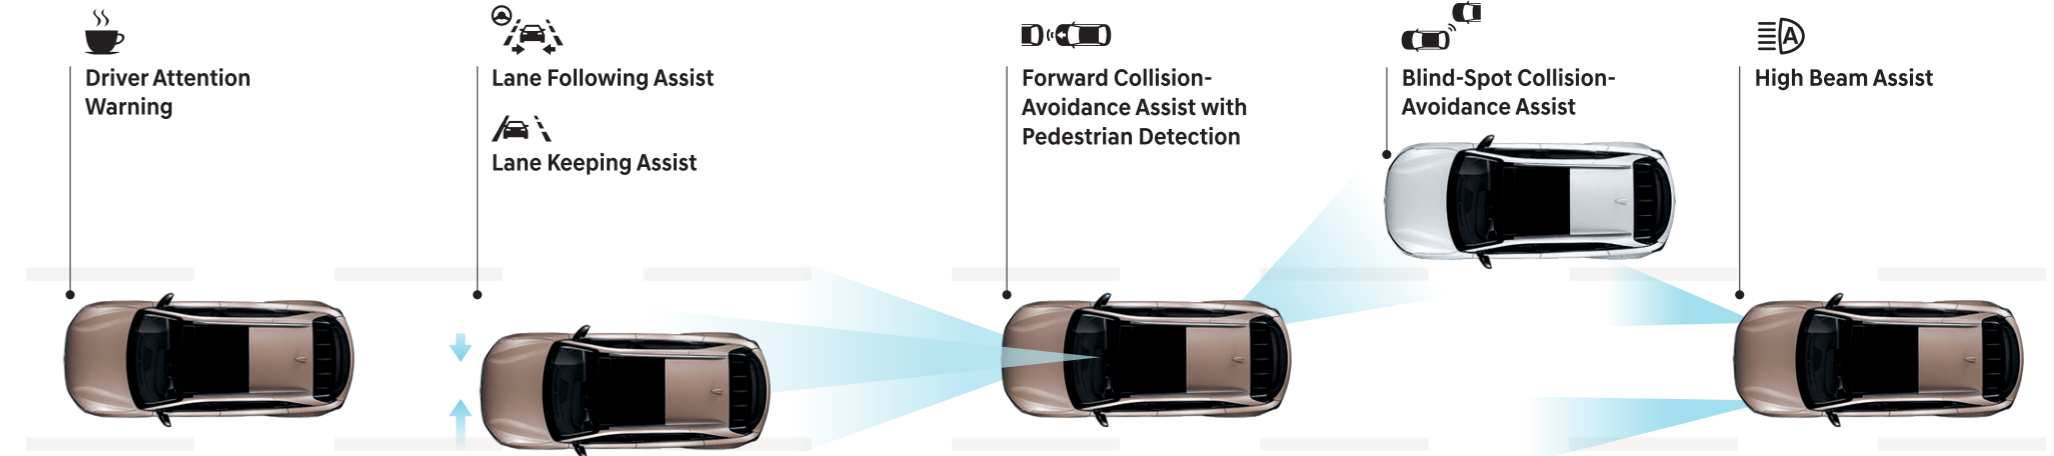 Driver Attention
Warning
Lane Following Assist
Lane Keeping Assist
Forward Collision-
Avoidance Assist with
Pedestrian Detection
Blind-Spot Collision-
Avoidance Assist
A
High Beam Assist